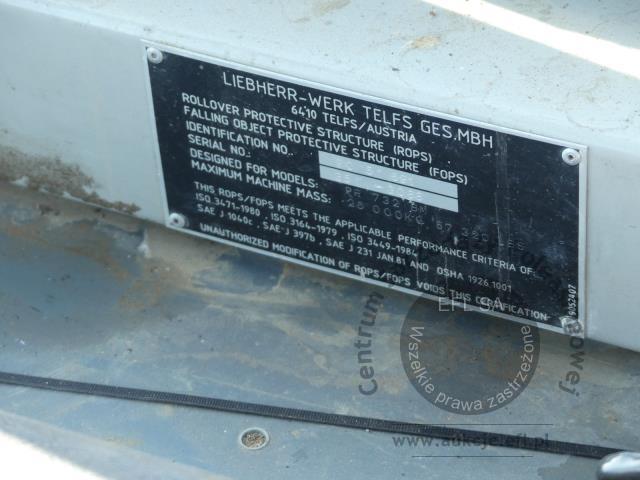 LIEBHERR-WERK TELFS GES.MBH
6410 TELFS/AUSTRIA
ROLLOVER PROTECTIVE STRUCTURE (ROPS)
FALLING OBJECT PROTECTIVE STRUCTURE (FOPS)
IDENTIFICATION NO.:
SERIAL NO.:
DESIGNED FOR MODELS:
MAXIMUM MACHINE MASS:
THIS ROPS/FOPS MEETS THE APPLICABLE PERFORMANCE CRITERIA OF
ISO 3471-1980 , ISO 3164-1979 , ISO 3449-1984
SAE J 1040c , SAE J 397b , SAE J 231 JAN 81 AND OSHA 1926.1001
UNAUTHORIZED MODIFICATION OF ROPS/FOPS VOIDS THIS CERTIFICATION
EFL SA
Centrum
Wszelkie prawa zastrzeżone
www.aukcje.efl.pl